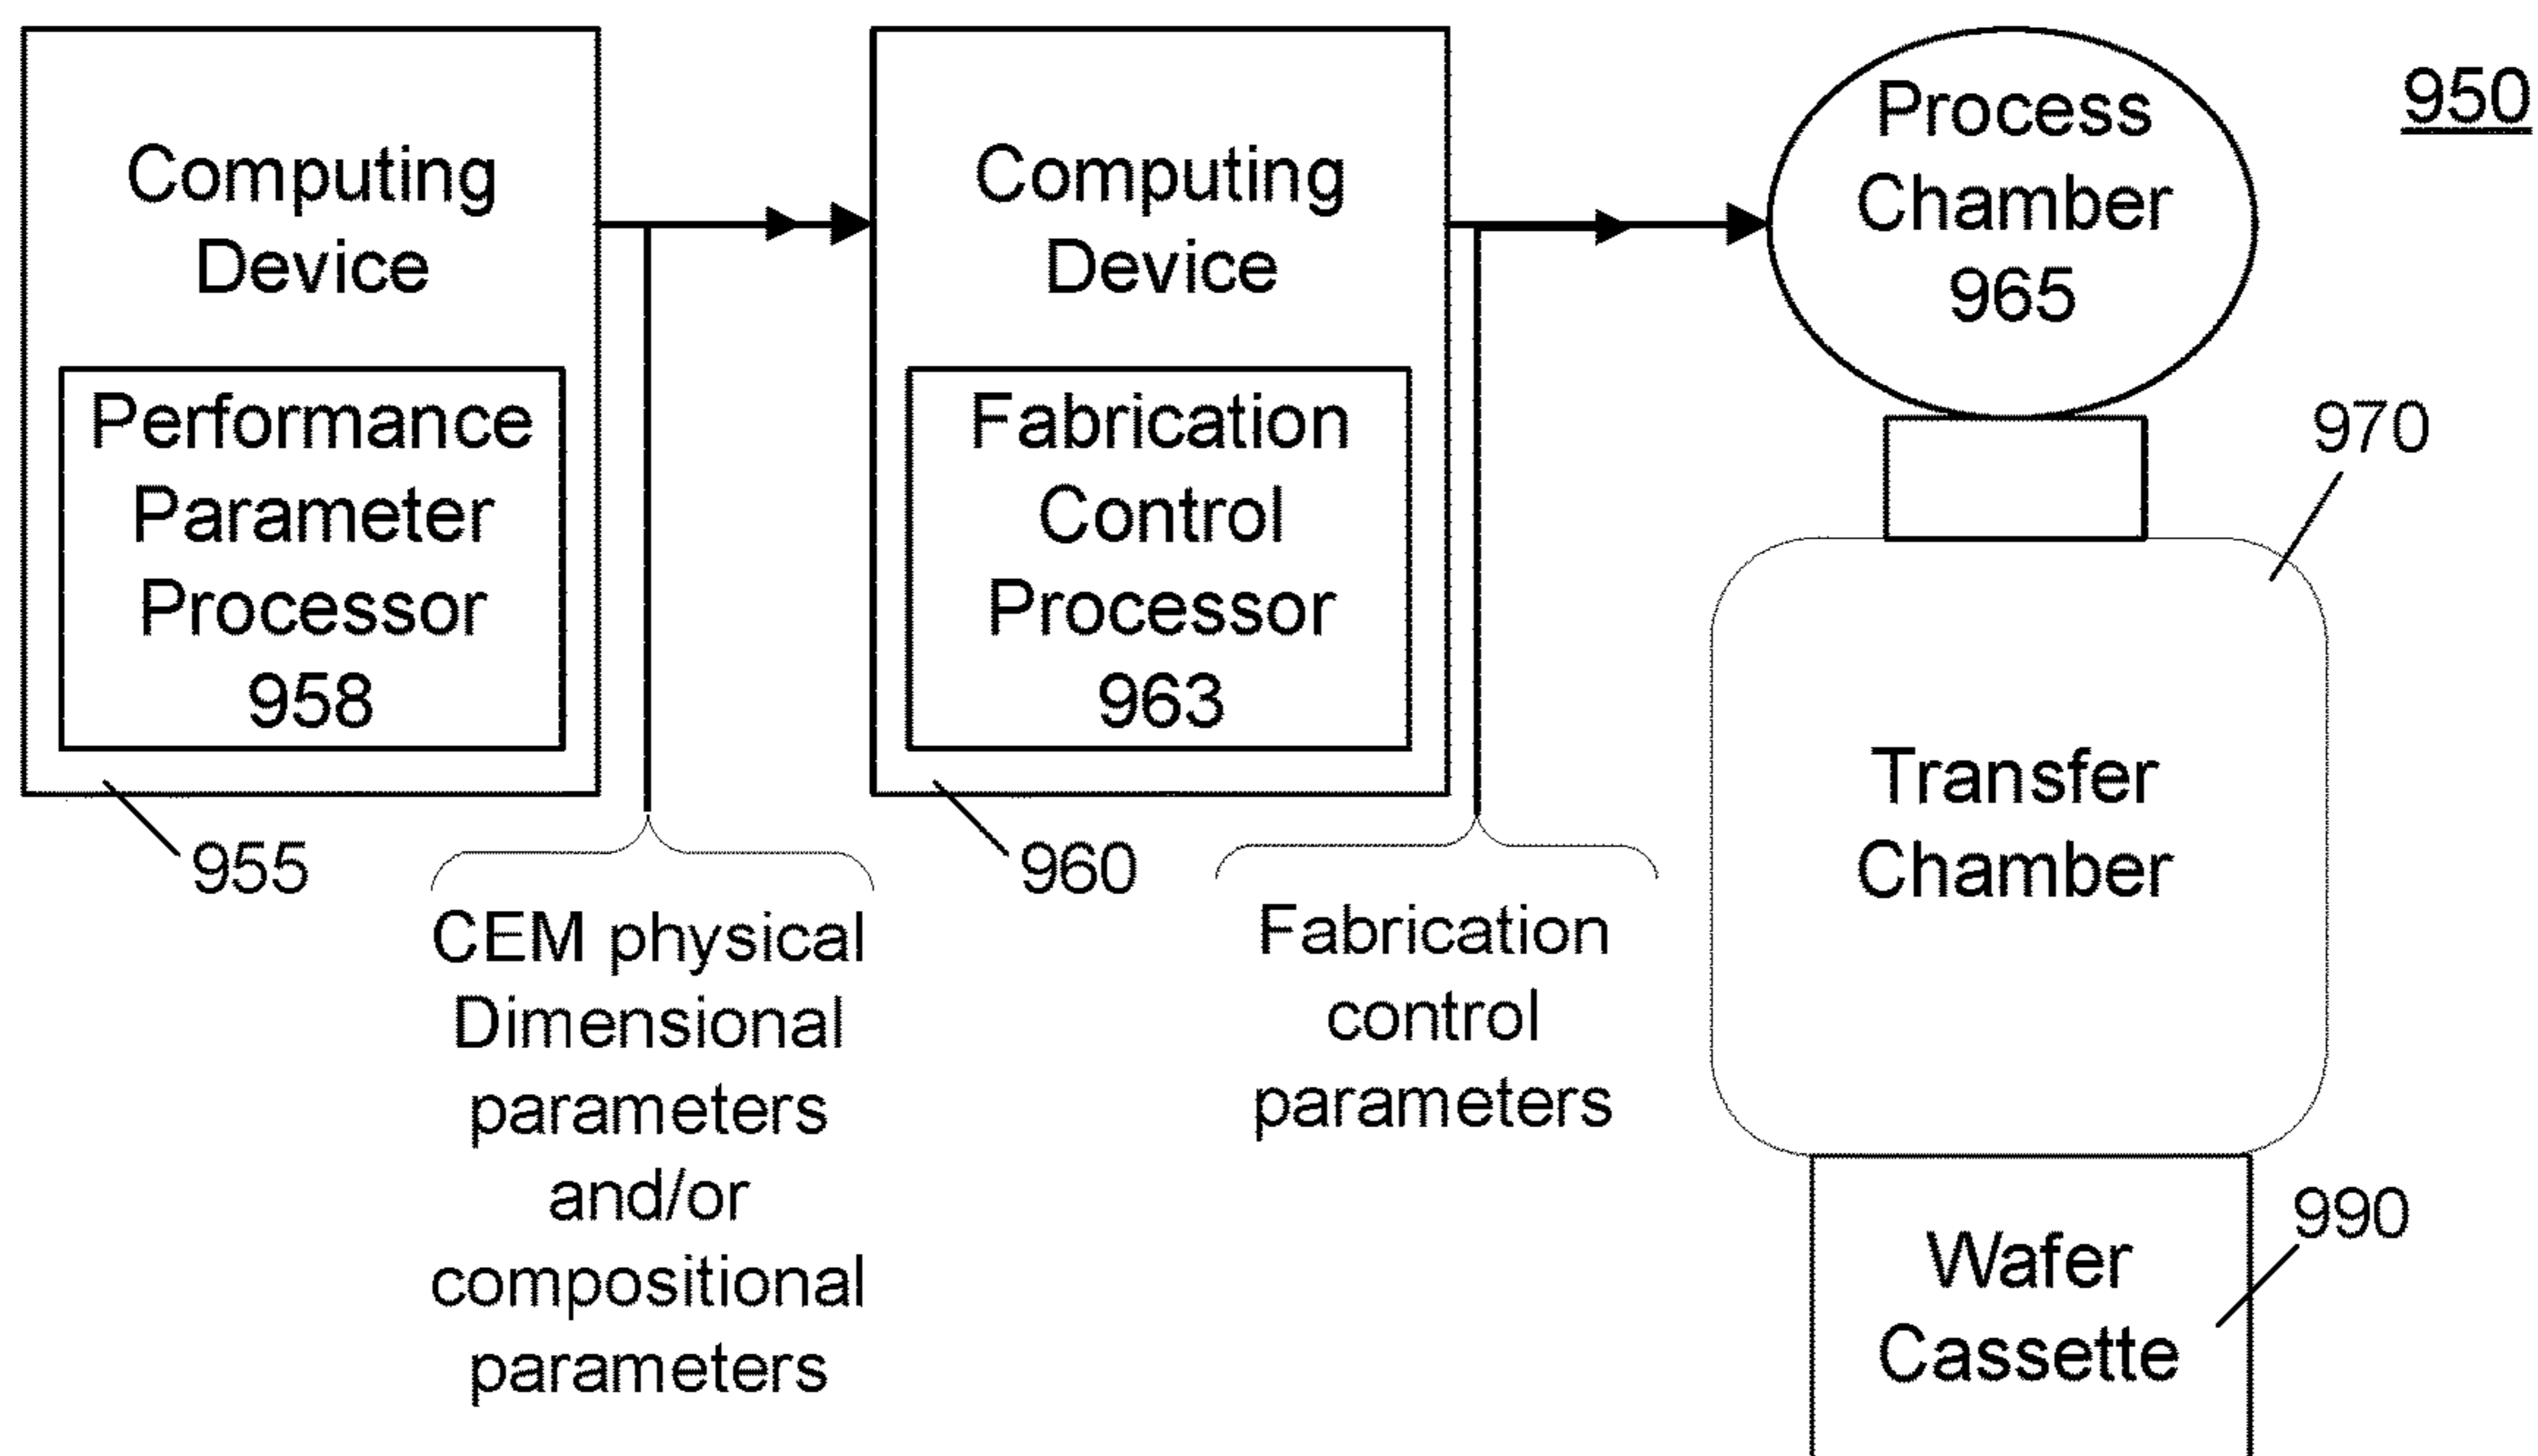 Computing
Device
Performance
Parameter
Processor
958
955
CEM physical
Dimensional
parameters
and/or
compositional
parameters
Computing
Device
Fabrication
Control
Processor
963
960
Fabrication
control
parameters
Process
Chamber
965
950
970
Transfer
Chamber
990
Wafer
Cassette